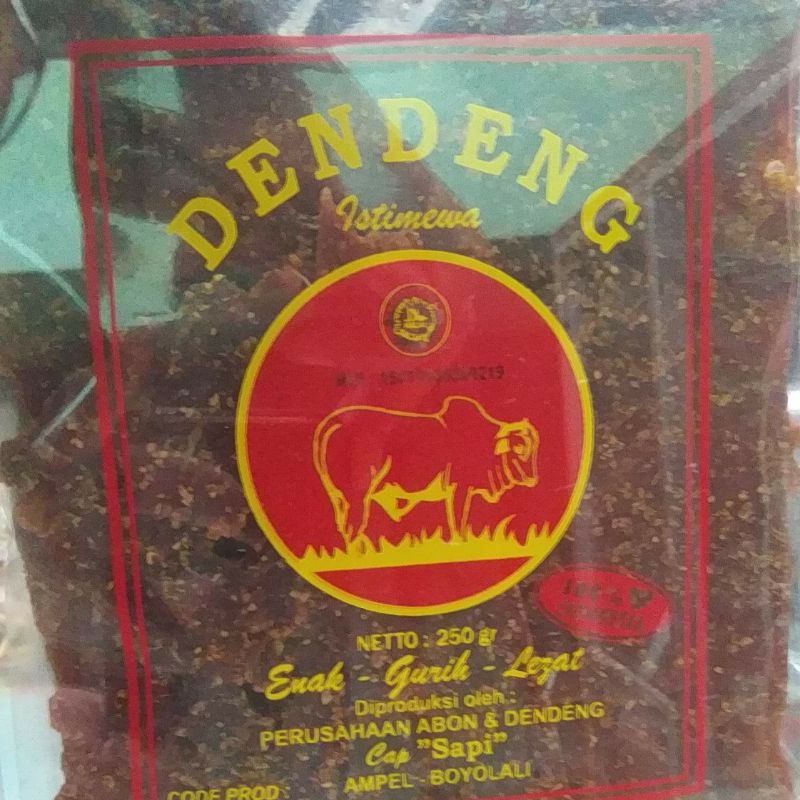 DENDENG
Istimewa
NETTO : 250 gr
Enak - Gurih - Lezat
Diproduksi oleh :
PERUSAHAAN ABON & DENDENG
Cap "Sapi"
AMPEL - BOYOLALI
CODE PROD :